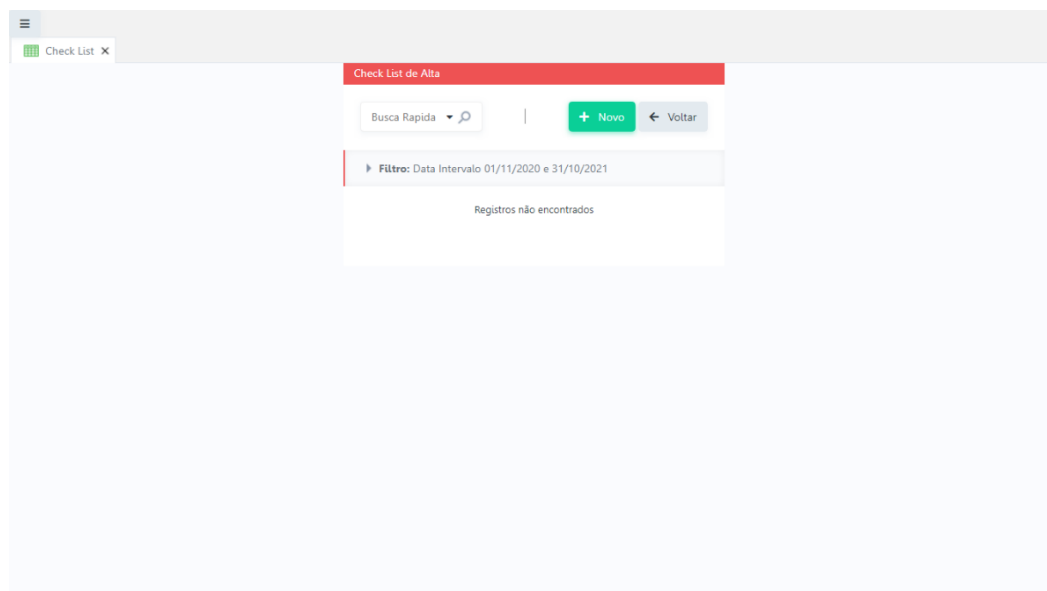 Check List
Check List de Alta
Busca Rapida
Novo
Voltar
Filtro: Data Intervalo 01/11/2020 e 31/10/2021
Registros não encontrados